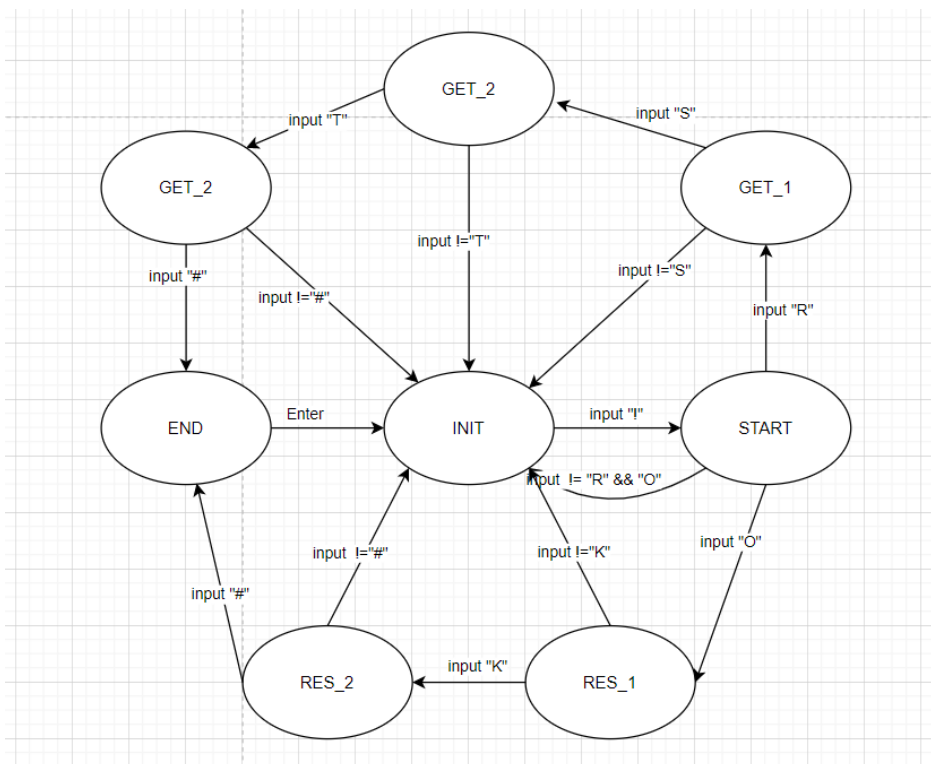 GET_2
input "T"
input "S"
GET_2
GET_1
input !="T"
input "#"
input !="#"
input !="S"
input "R"
END
Enter
INIT
input "!"
START
input != "R" && "O"
input !="#"
input !="K"
input "O"
input "#"
RES_2
input "K"
RES_1